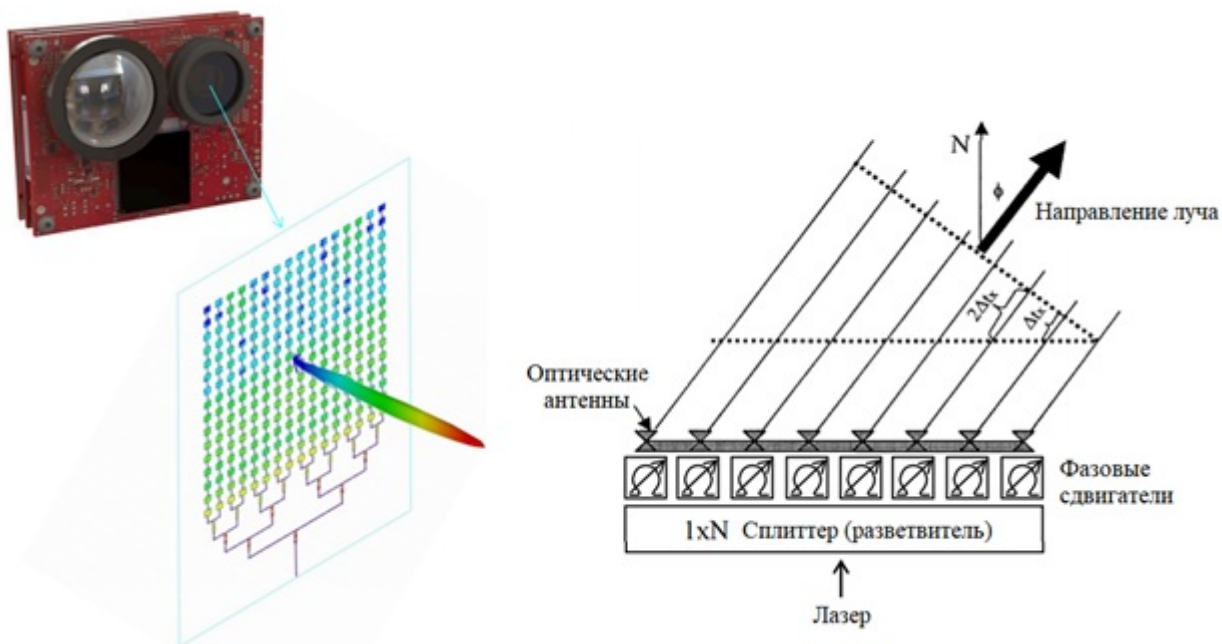 N
ø
Направление луча
2Δtx
Δtx
Оптические
антенны
Фазовые
сдвигатели
1xN Сплиттер (разветвитель)
Лазер